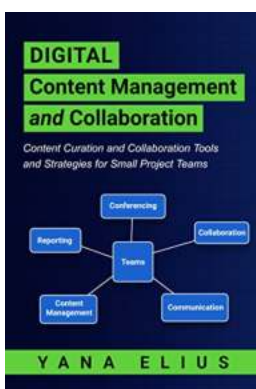 DIGITAL
Content Management
and Collaboration
Content Curation and Collaboration Tools
and Strategies for Small Project Teams
Conferencing
Reporting
Collaboration
Teams
Content
Management
Communication
YANA ELIUS